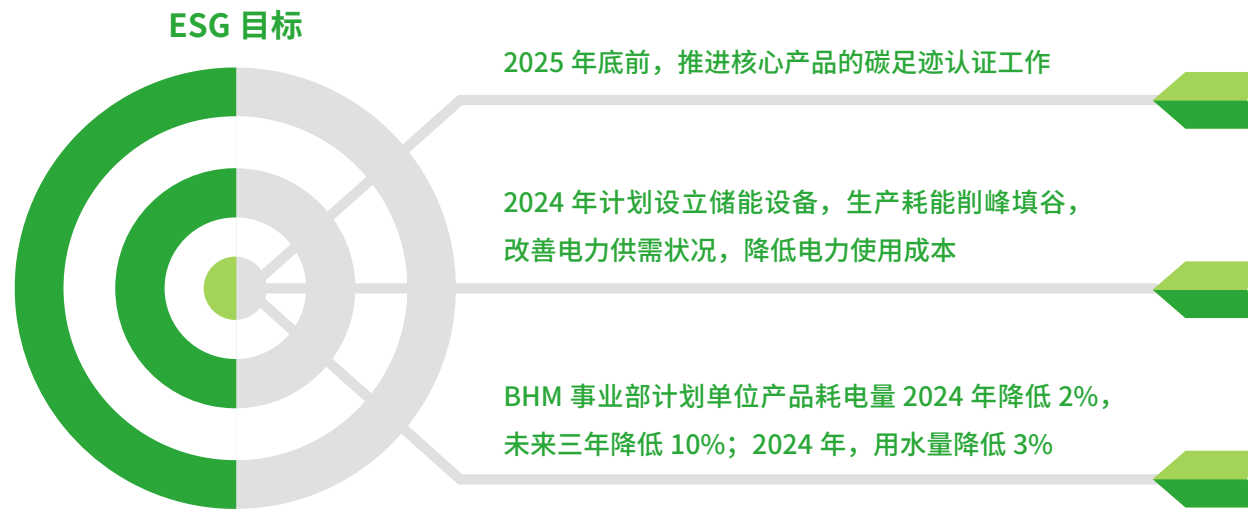 ESG 目标
2025 年底前，推进核心产品的碳足迹认证工作
2024 年计划设立储能设备，生产耗能削峰填谷，
改善电力供需状况，降低电力使用成本
BHM 事业部计划单位产品耗电量 2024 年降低 2%，
未来三年降低 10%；2024 年，用水量降低 3%